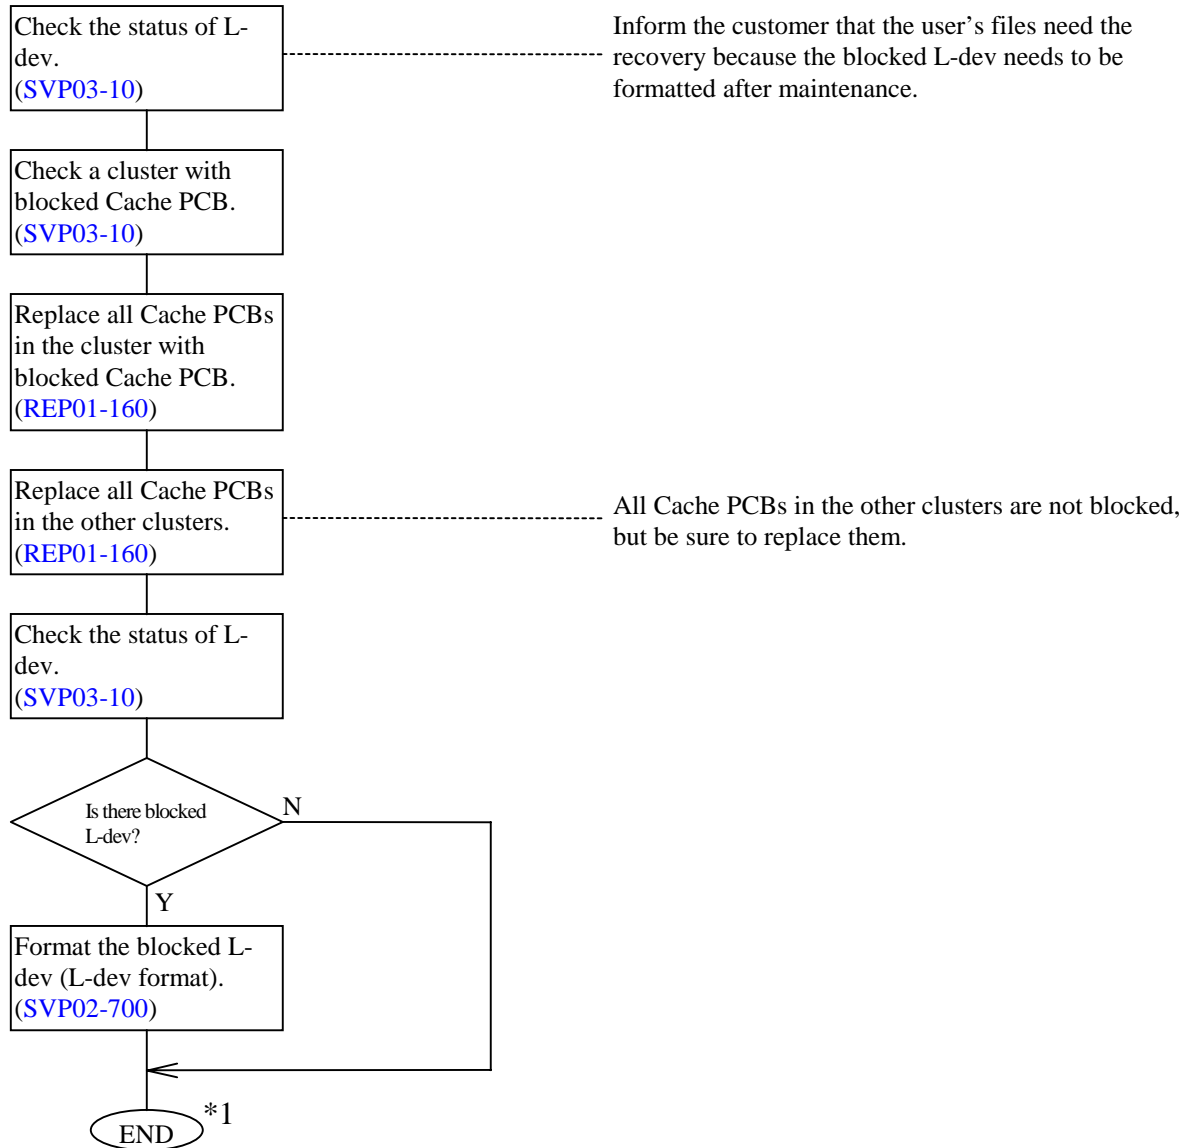 Check the status of L-
dev.
(SVP03-10)
Inform the customer that the user's files need the
recovery because the blocked L-dev needs to be
formatted after maintenance.
Check a cluster with
blocked Cache PCB.
(SVP03-10)
Replace all Cache PCBs
in the cluster with
blocked Cache PCB.
(REP01-160)
Replace all Cache PCBs
in the other clusters.
(REP01-160)
All Cache PCBs in the other clusters are not blocked,
but be sure to replace them.
Check the status of L-
dev.
(SVP03-10)
Is there blocked
L-dev?
N
Y
Format the blocked L-
dev (L-dev format).
(SVP02-700)
END *1